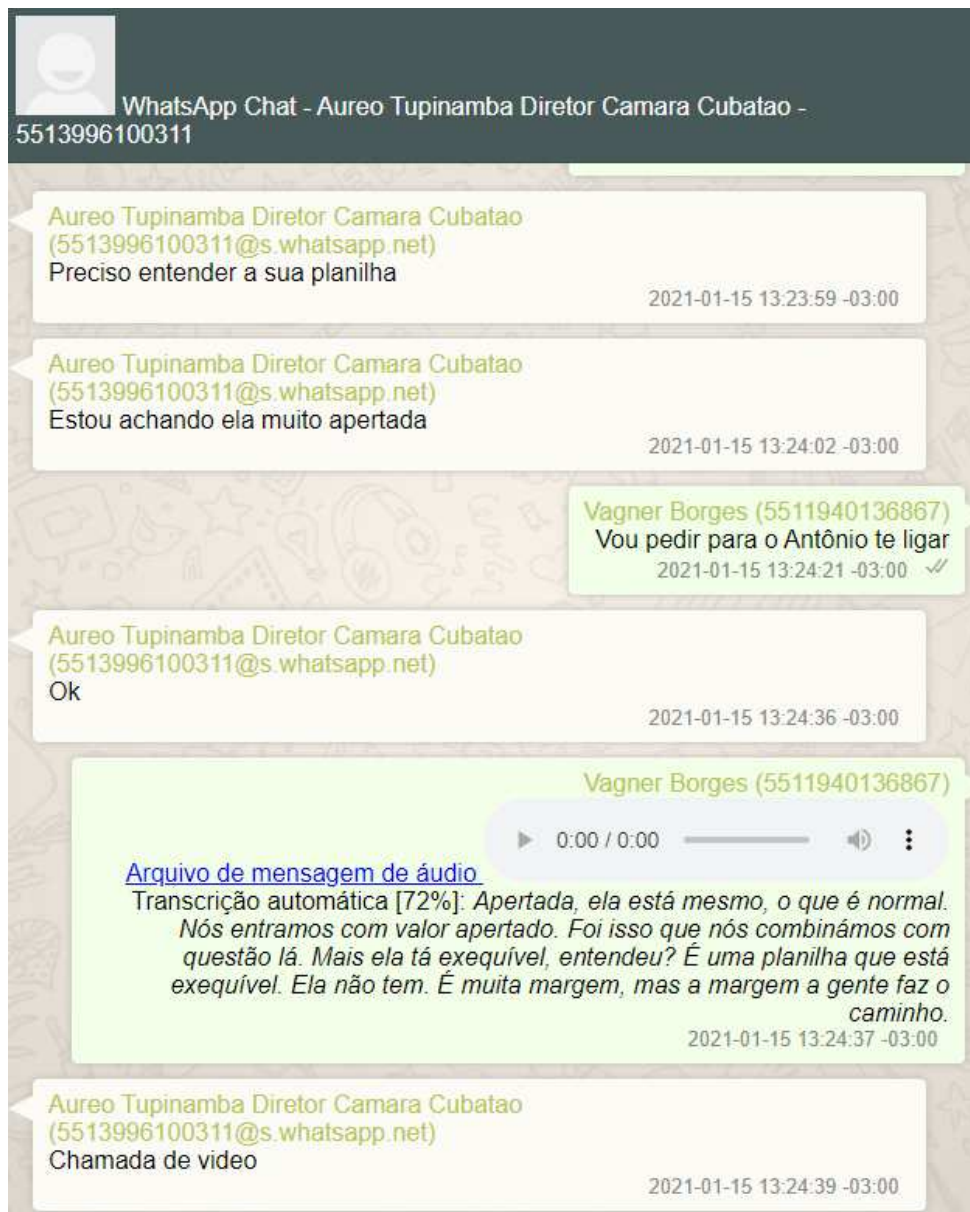 WhatsApp Chat - Aureo Tupinamba Diretor Camara Cubatao -
5513996100311
Aureo Tupinamba Diretor Camara Cubatao
(5513996100311@s.whatsapp.net)
Preciso entender a sua planilha
2021-01-15 13:23:59 -03:00
Aureo Tupinamba Diretor Camara Cubatao
(5513996100311@s.whatsapp.net)
Estou achando ela muito apertada
2021-01-15 13:24:02 -03:00
Vagner Borges (5511940136867)
Vou pedir para o Antônio te ligar
2021-01-15 13:24:21 -03:00
Aureo Tupinamba Diretor Camara Cubatao
(5513996100311@s.whatsapp.net)
Ok
2021-01-15 13:24:36 -03:00
Vagner Borges (5511940136867)
0:00 / 0:00
Arquivo de mensagem de áudio
Transcrição automática [72%]: Apertada, ela está mesmo, o que é normal.
Nós entramos com valor apertado. Foi isso que nós combinámos com
questão lá. Mais ela tá exequível, entendeu? É uma planilha que está
exequível. Ela não tem. É muita margem, mas a margem a gente faz o
caminho.
2021-01-15 13:24:37 -03:00
Aureo Tupinamba Diretor Camara Cubatao
(5513996100311@s.whatsapp.net)
Chamada de video
2021-01-15 13:24:39 -03:00